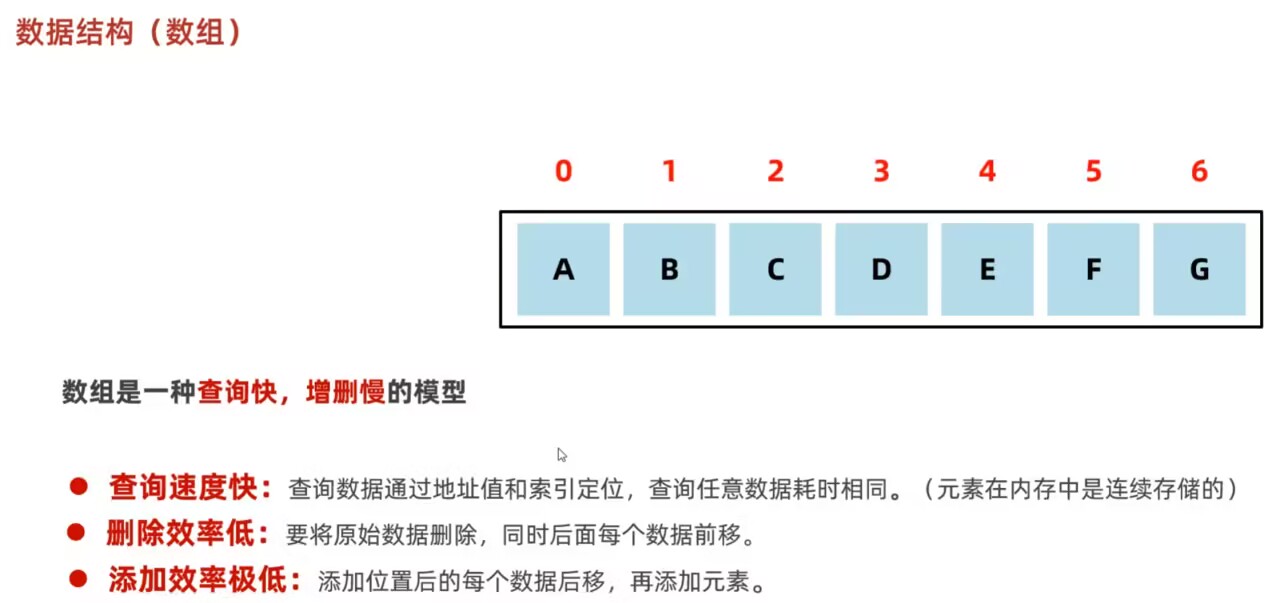 数据结构（数组）
0 1 2 3 4 5 6
A B C D E F G
数组是一种查询快，增删慢的模型
● 查询速度快：查询数据通过地址值和索引定位，查询任意数据耗时相同。（元素在内存中是连续存储的）
● 删除效率低：要将原始数据删除，同时后面每个数据前移。
● 添加效率极低：添加位置后的每个数据后移，再添加元素。